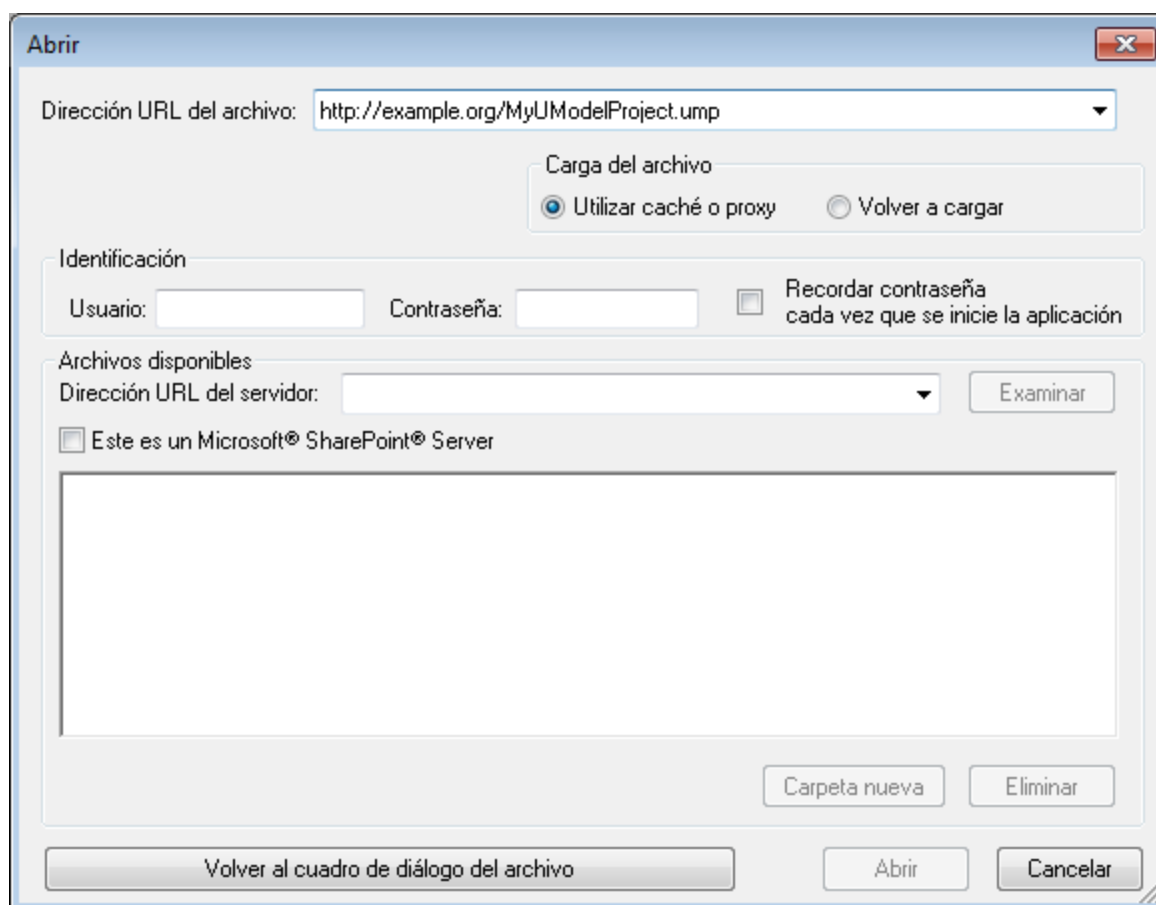 Abrir
Dirección URL del archivo: http://example.org/MyUModelProject.ump
Carga del archivo
Utilizar caché o proxy Volver a cargar
Identificación
Usuario: Contraseña: Recordar contraseña
cada vez que se inicie la aplicación
Archivos disponibles
Dirección URL del servidor: Examinar
Este es un Microsoft® SharePoint® Server
Carpeta nueva Eliminar
Volver al cuadro de diálogo del archivo Abrir Cancelar